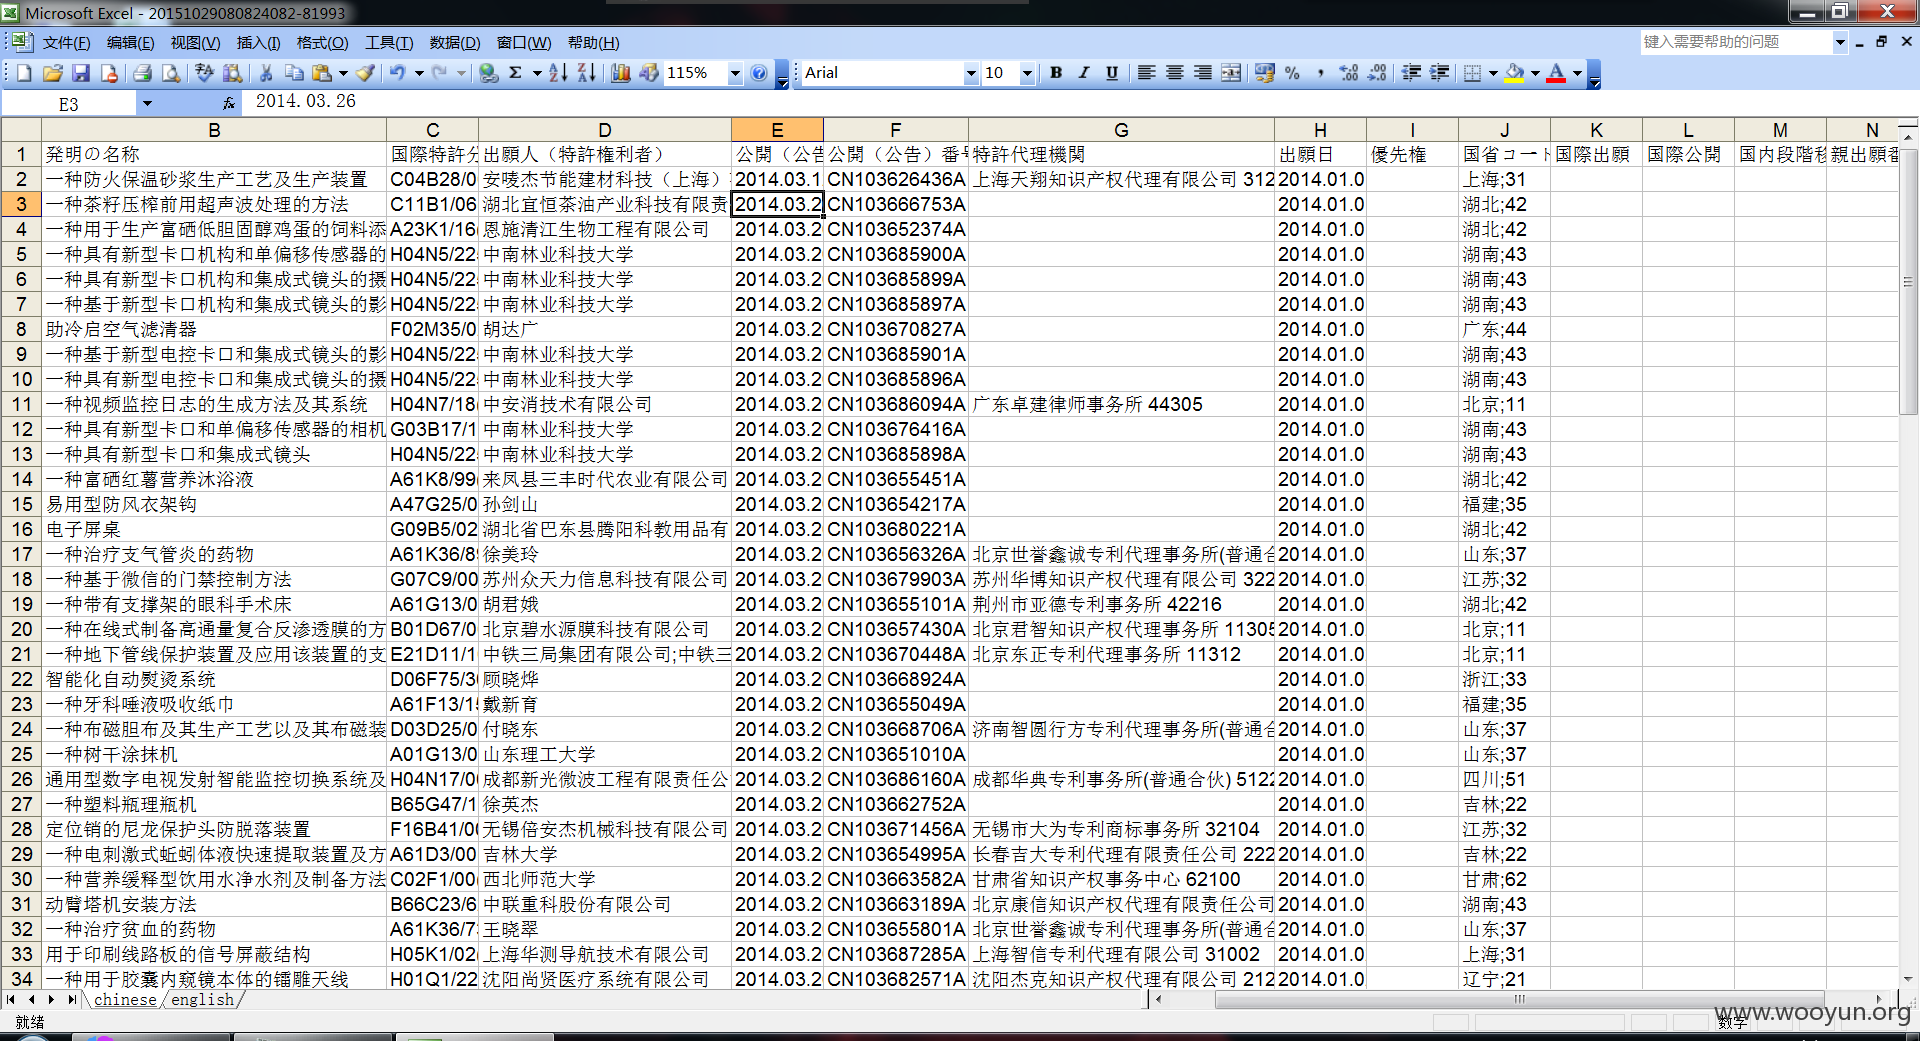 Microsoft Excel - 20151029080824082-81993
文件(F) 编辑(E) 视图(V) 插入(I) 格式(O) 工具(T) 数据(D) 窗口(W) 帮助(H) 键入需要帮助的问题
115% Arial 10 B I U
E3 fx 2014.03.26
B C D E F G H I J K L M N
1 発明の名称 国際特許分 出願人（特許権利者） 公開（公告 公開（公告）番号 特許代理機関 出願日 優先権 国省コード 国際出願 国際公開 国内段階移 親出願番
2 一种防火保温砂浆生产工艺及生产装置 C04B28/0 安唛杰节能建材科技（上海） 2014.03.1 CN103626436A 上海天翔知识产权代理有限公司 312 2014.01.0 上海;31
3 一种茶籽压榨前用超声波处理的方法 C11B1/06 湖北宜恒茶油产业科技有限责 2014.03.2 CN103666753A 2014.01.0 湖北;42
4 一种用于生产富硒低胆固醇鸡蛋的饲料添 A23K1/16 恩施清江生物工程有限公司 2014.03.2 CN103652374A 2014.01.0 湖北;42
5 一种具有新型卡口机构和单偏移传感器的 H04N5/22 中南林业科技大学 2014.03.2 CN103685900A 2014.01.0 湖南;43
6 一种具有新型卡口机构和集成式镜头的摄 H04N5/22 中南林业科技大学 2014.03.2 CN103685899A 2014.01.0 湖南;43
7 一种基于新型卡口机构和集成式镜头的影 H04N5/22 中南林业科技大学 2014.03.2 CN103685897A 2014.01.0 湖南;43
8 助冷启空气滤清器 F02M35/0 胡达广 2014.03.2 CN103670827A 2014.01.0 广东;44
9 一种基于新型电控卡口和集成式镜头的影 H04N5/22 中南林业科技大学 2014.03.2 CN103685901A 2014.01.0 湖南;43
10 一种具有新型电控卡口和集成式镜头的摄 H04N5/22 中南林业科技大学 2014.03.2 CN103685896A 2014.01.0 湖南;43
11 一种视频监控日志的生成方法及其系统 H04N7/18 中安消技术有限公司 2014.03.2 CN103686094A 广东卓建律师事务所 44305 2014.01.0 北京;11
12 一种具有新型卡口和单偏移传感器的相机 G03B17/1 中南林业科技大学 2014.03.2 CN103676416A 2014.01.0 湖南;43
13 一种具有新型卡口和集成式镜头 H04N5/22 中南林业科技大学 2014.03.2 CN103685898A 2014.01.0 湖南;43
14 一种富硒红薯营养沐浴液 A61K8/99 来凤县三丰时代农业有限公司 2014.03.2 CN103655451A 2014.01.0 湖北;42
15 易用型防风衣架钩 A47G25/0 孙剑山 2014.03.2 CN103654217A 2014.01.0 福建;35
16 电子屏桌 G09B5/02 湖北省巴东县腾阳科教用品有 2014.03.2 CN103680221A 2014.01.0 湖北;42
17 一种治疗支气管炎的药物 A61K36/8 徐美玲 2014.03.2 CN103656326A 北京世誉鑫诚专利代理事务所(普通合 2014.01.0 山东;37
18 一种基于微信的门禁控制方法 G07C9/00 苏州众天力信息科技有限公司 2014.03.2 CN103679903A 苏州华博知识产权代理有限公司 322 2014.01.0 江苏;32
19 一种带有支撑架的眼科手术床 A61G13/0 胡君娥 2014.03.2 CN103655101A 荆州市亚德专利事务所 42216 2014.01.0 湖北;42
20 一种在线式制备高通量复合反渗透膜的方 B01D67/0 北京碧水源膜科技有限公司 2014.03.2 CN103657430A 北京君智知识产权代理事务所 11305 2014.01.0 北京;11
21 一种地下管线保护装置及应用该装置的支 E21D11/1 中铁三局集团有限公司;中铁三 2014.03.2 CN103670448A 北京东正专利代理事务所 11312 2014.01.0 北京;11
22 智能化自动熨烫系统 D06F75/3 顾晓烨 2014.03.2 CN103668924A 2014.01.0 浙江;33
23 一种牙科唾液吸收纸巾 A61F13/1 戴新育 2014.03.2 CN103655049A 2014.01.0 福建;35
24 一种布磁胆布及其生产工艺以及其布磁装 D03D25/0 付晓东 2014.03.2 CN103668706A 济南智圆行方专利代理事务所(普通合 2014.01.0 山东;37
25 一种树干涂抹机 A01G13/0 山东理工大学 2014.03.2 CN103651010A 2014.01.0 山东;37
26 通用型数字电视发射智能监控切换系统及 H04N17/0 成都新光微波工程有限责任公 2014.03.2 CN103686160A 成都华典专利事务所(普通合伙) 5122 2014.01.0 四川;51
27 一种塑料瓶理瓶机 B65G47/1 徐英杰 2014.03.2 CN103662752A 2014.01.0 吉林;22
28 定位销的尼龙保护头防脱落装置 F16B41/0 无锡倍安杰机械科技有限公司 2014.03.2 CN103671456A 无锡市大为专利商标事务所 32104 2014.01.0 江苏;32
29 一种电刺激式蚯蚓体液快速提取装置及方 A61D3/00 吉林大学 2014.03.2 CN103654995A 长春吉大专利代理有限责任公司 222 2014.01.0 吉林;22
30 一种营养缓释型饮用水净水剂及制备方法 C02F1/00 西北师范大学 2014.03.2 CN103663582A 甘肃省知识产权事务中心 62100 2014.01.0 甘肃;62
31 动臂塔机安装方法 B66C23/6 中联重科股份有限公司 2014.03.2 CN103663189A 北京康信知识产权代理有限责任公司 2014.01.0 湖南;43
32 一种治疗贫血的药物 A61K36/7 王晓翠 2014.03.2 CN103655801A 北京世誉鑫诚专利代理事务所(普通合 2014.01.0 山东;37
33 用于印刷线路板的信号屏蔽结构 H05K1/02 上海华测导航技术有限公司 2014.03.2 CN103687285A 上海智信专利代理有限公司 31002 2014.01.0 上海;31
34 一种用于胶囊内窥镜本体的镭雕天线 H01Q1/22 沈阳尚贤医疗系统有限公司 2014.03.2 CN103682571A 沈阳杰克知识产权代理有限公司 212 2014.01.0 辽宁;21
chinese english
就绪 数字
www.wooyun.org